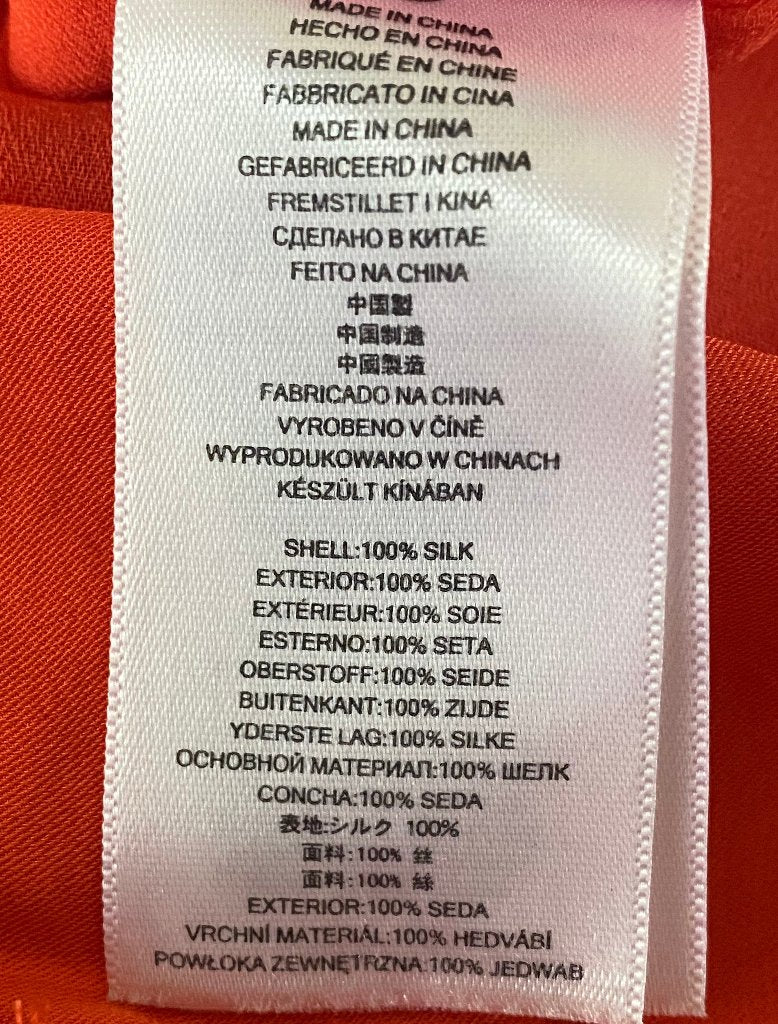 MADE IN CHINA
HECHO EN CHINA
FABRIQUÉ EN CHINE
FABBRICATO IN CINA
MADE IN CHINA
GEFABRICEERD IN CHINA
FREMSTILLET I KINA
СДЕЛАНО В КИТАЕ
FEITO NA CHINA
中国製
中国制造
中國製造
FABRICADO NA CHINA
VYROBENO V ČÍNĚ
WYPRODUKOWANO W CHINACH
KÉSZÜLT KÍNÁBAN
SHELL:100% SILK
EXTERIOR:100% SEDA
EXTÉRIEUR:100% SOIE
ESTERNO:100% SETA
OBERSTOFF:100% SEIDE
BUITENKANT:100% ZIJDE
YDERSTE LAG:100% SILKE
ОСНОВНОЙ МАТЕРИАЛ:100% ШЕЛК
CONCHA:100% SEDA
表地:シルク 100%
面料:100% 丝
面料:100% 絲
EXTERIOR:100% SEDA
VRCHNÍ MATERIÁL:100% HEDVÁBÍ
POWŁOKA ZEWNĘTRZNA:100% JEDWAB